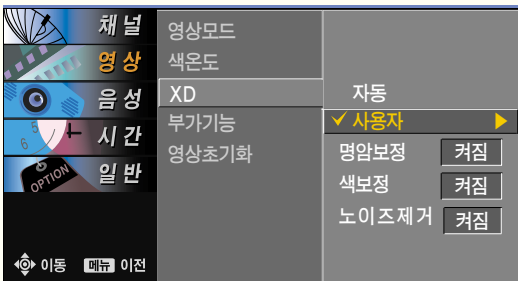 채널
영상
음성
5
6
시간
OPTION
일반
이동 메뉴 이전
영상모드
색온도
XD
부가기능
영상초기화
자동
✓ 사용자 ▶
명암보정 켜짐
색보정 켜짐
노이즈제거 켜짐